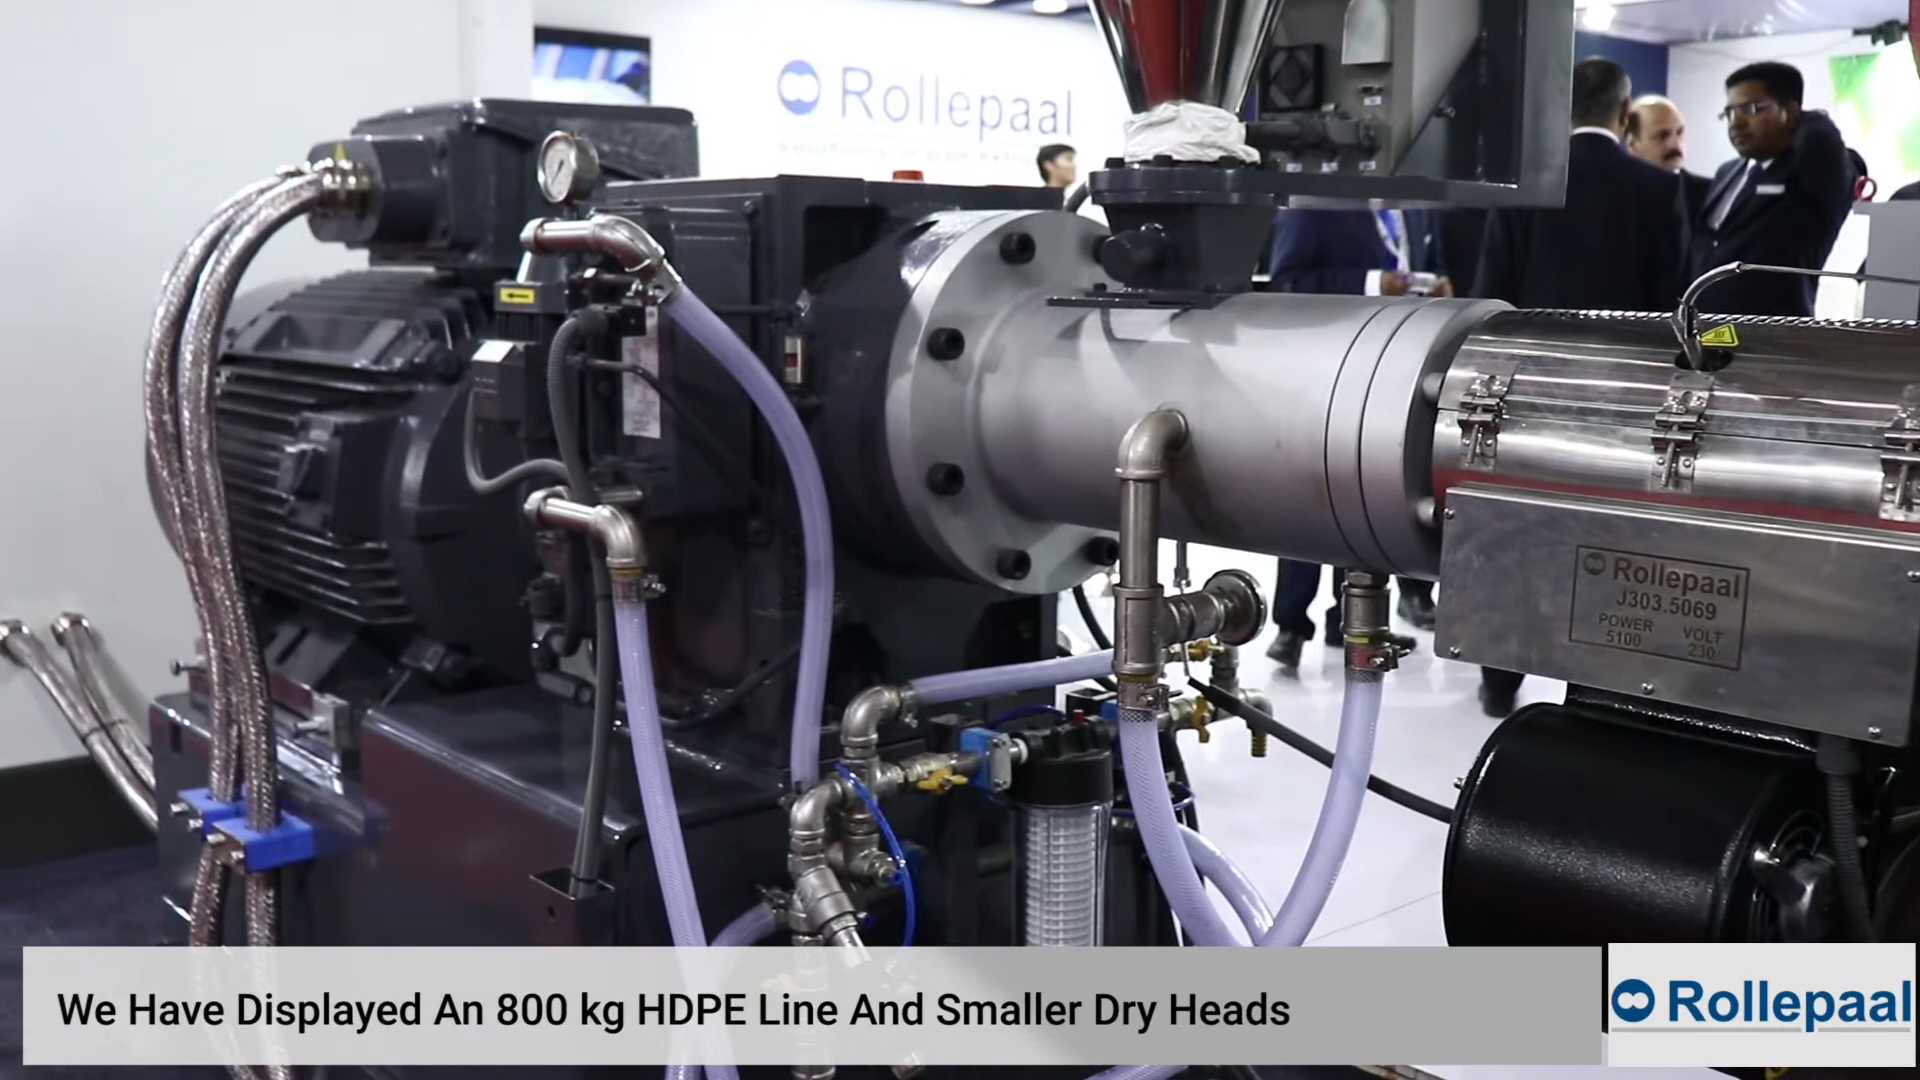 Rollepaal
Rollepaal
J303.5069
POWER VOLT
5100 230
We Have Displayed An 800 kg HDPE Line And Smaller Dry Heads
Rollepaal